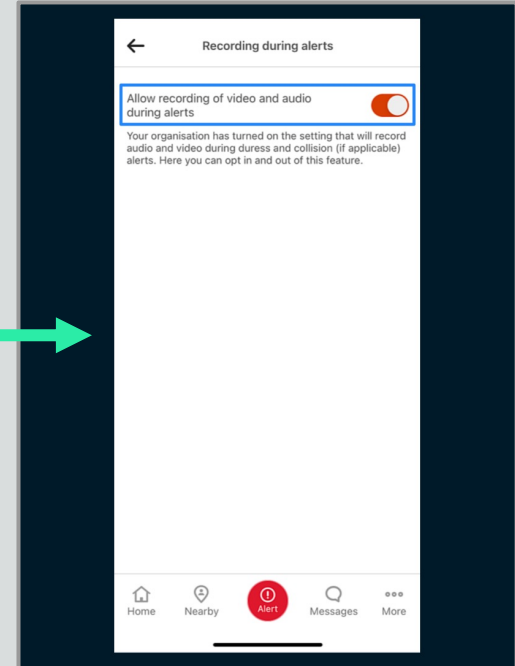 Recording during alerts
Allow recording of video and audio
during alerts
Your organisation has turned on the setting that will record
audio and video during duress and collision (if applicable)
alerts. Here you can opt in and out of this feature.
Home Nearby Alert Messages More